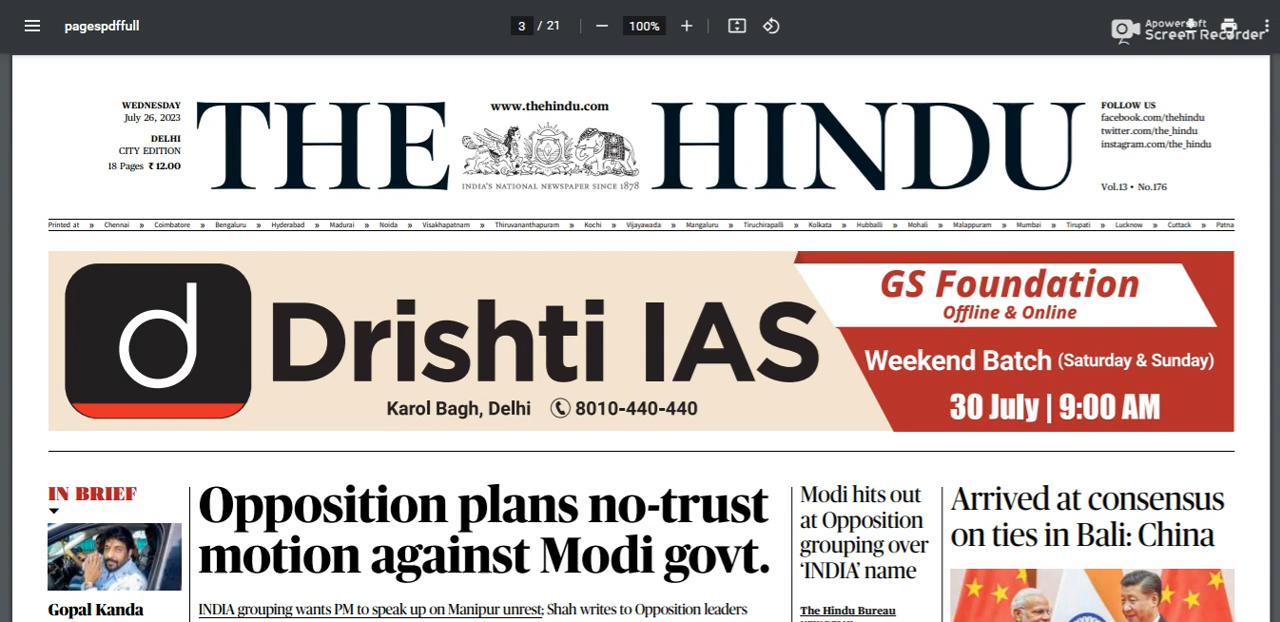 pagespdffull
3 / 21
100%
Apowersoft
Screen Recorder
WEDNESDAY
July 26, 2023
DELHI
CITY EDITION
18 Pages ₹ 12.00
THE HINDU
www.thehindu.com
INDIA'S NATIONAL NEWSPAPER SINCE 1878
FOLLOW US
facebook.com/thehindu
twitter.com/the_hindu
instagram.com/the_hindu
Vol.13 • No.176
Printed at » Chennai » Coimbatore » Bengaluru » Hyderabad » Madurai » Noida » Visakhapatnam » Thiruvananthapuram » Kochi » Vijayawada » Mangaluru » Tiruchirapalli » Kolkata » Hubballi » Mohali » Malappuram » Mumbai » Tirupati » Lucknow » Cuttack » Patna
d
Drishti IAS
Karol Bagh, Delhi 8010-440-440
GS Foundation
Offline & Online
Weekend Batch (Saturday & Sunday)
30 July | 9:00 AM
IN BRIEF
Gopal Kanda
Opposition plans no-trust
motion against Modi govt.
INDIA grouping wants PM to speak up on Manipur unrest; Shah writes to Opposition leaders
Modi hits out
at Opposition
grouping over
‘INDIA’ name
The Hindu Bureau
Arrived at consensus
on ties in Bali: China